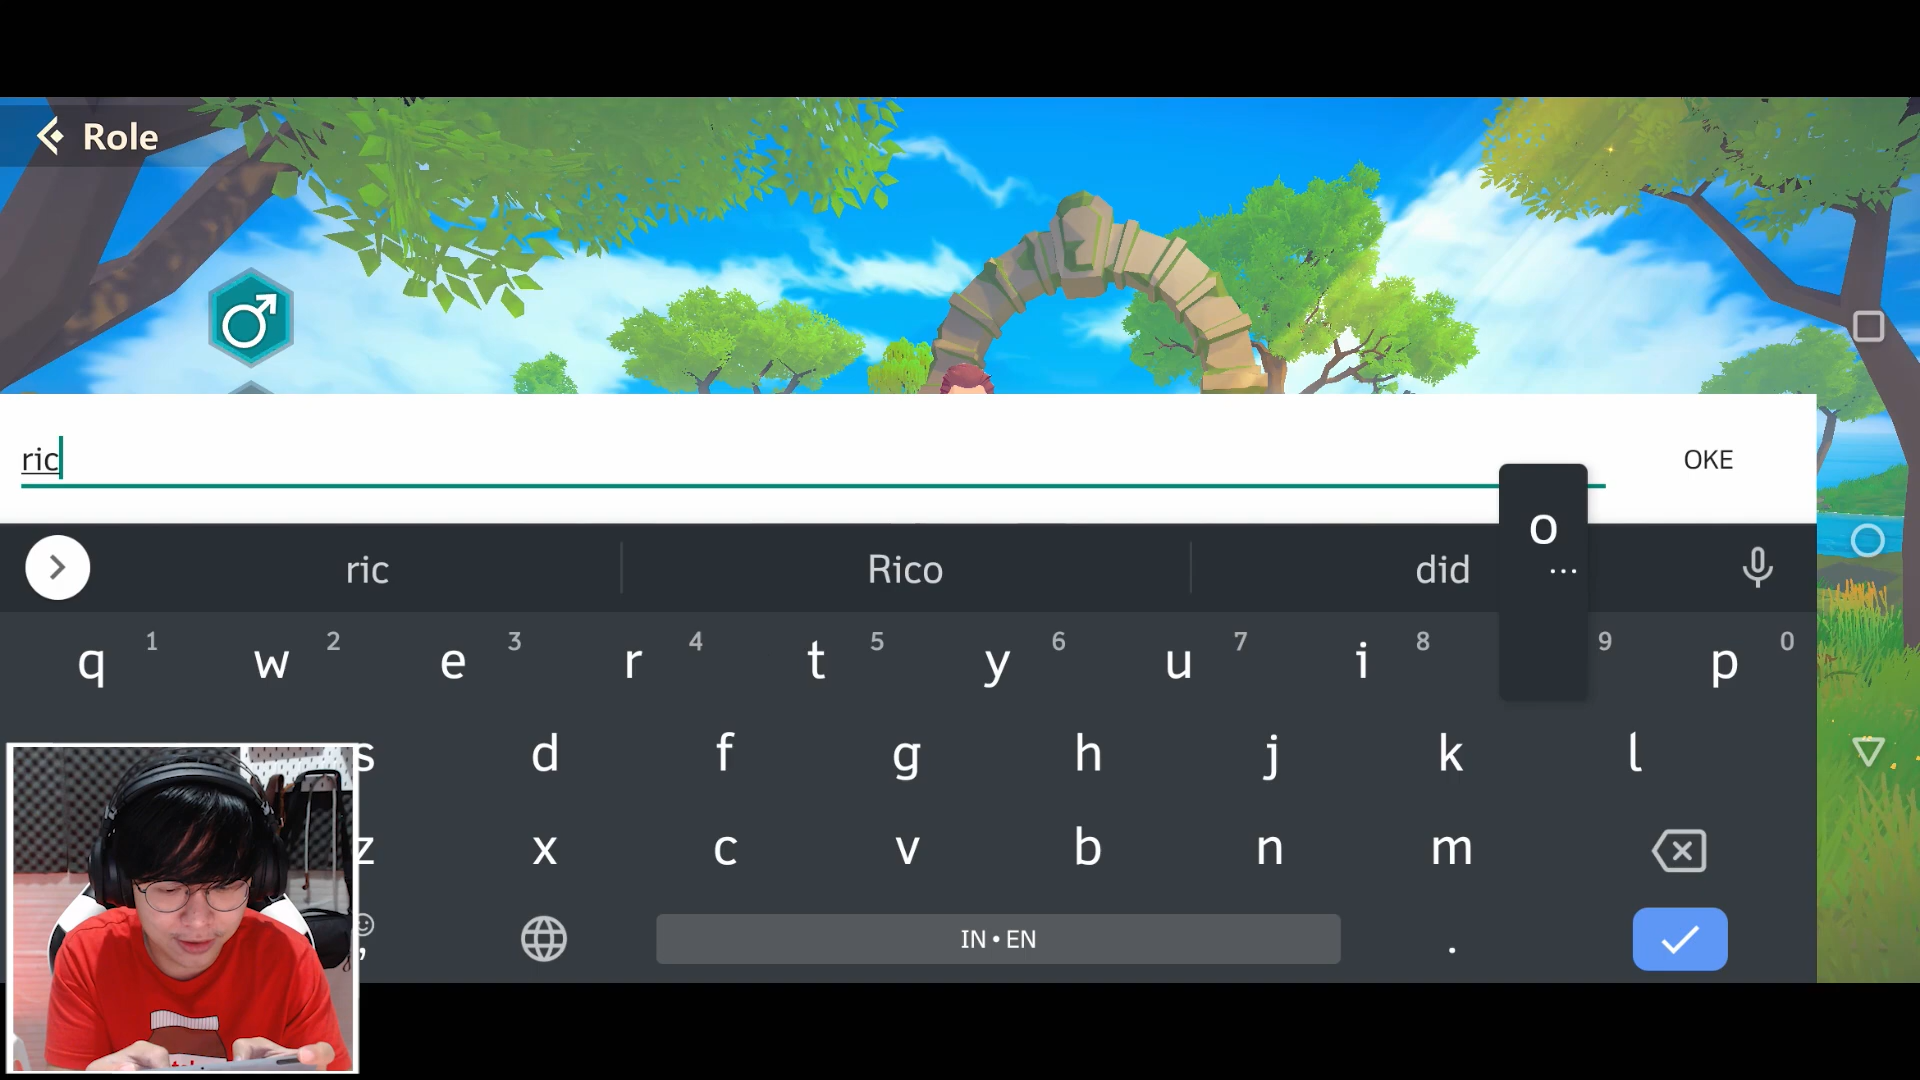 Role
ric
OKE
o
...
ric Rico did
q 1 w 2 e 3 r 4 t 5 y 6 u 7 i 8 9 p 0
s d f g h j k l
z x c v b n m
, IN • EN .